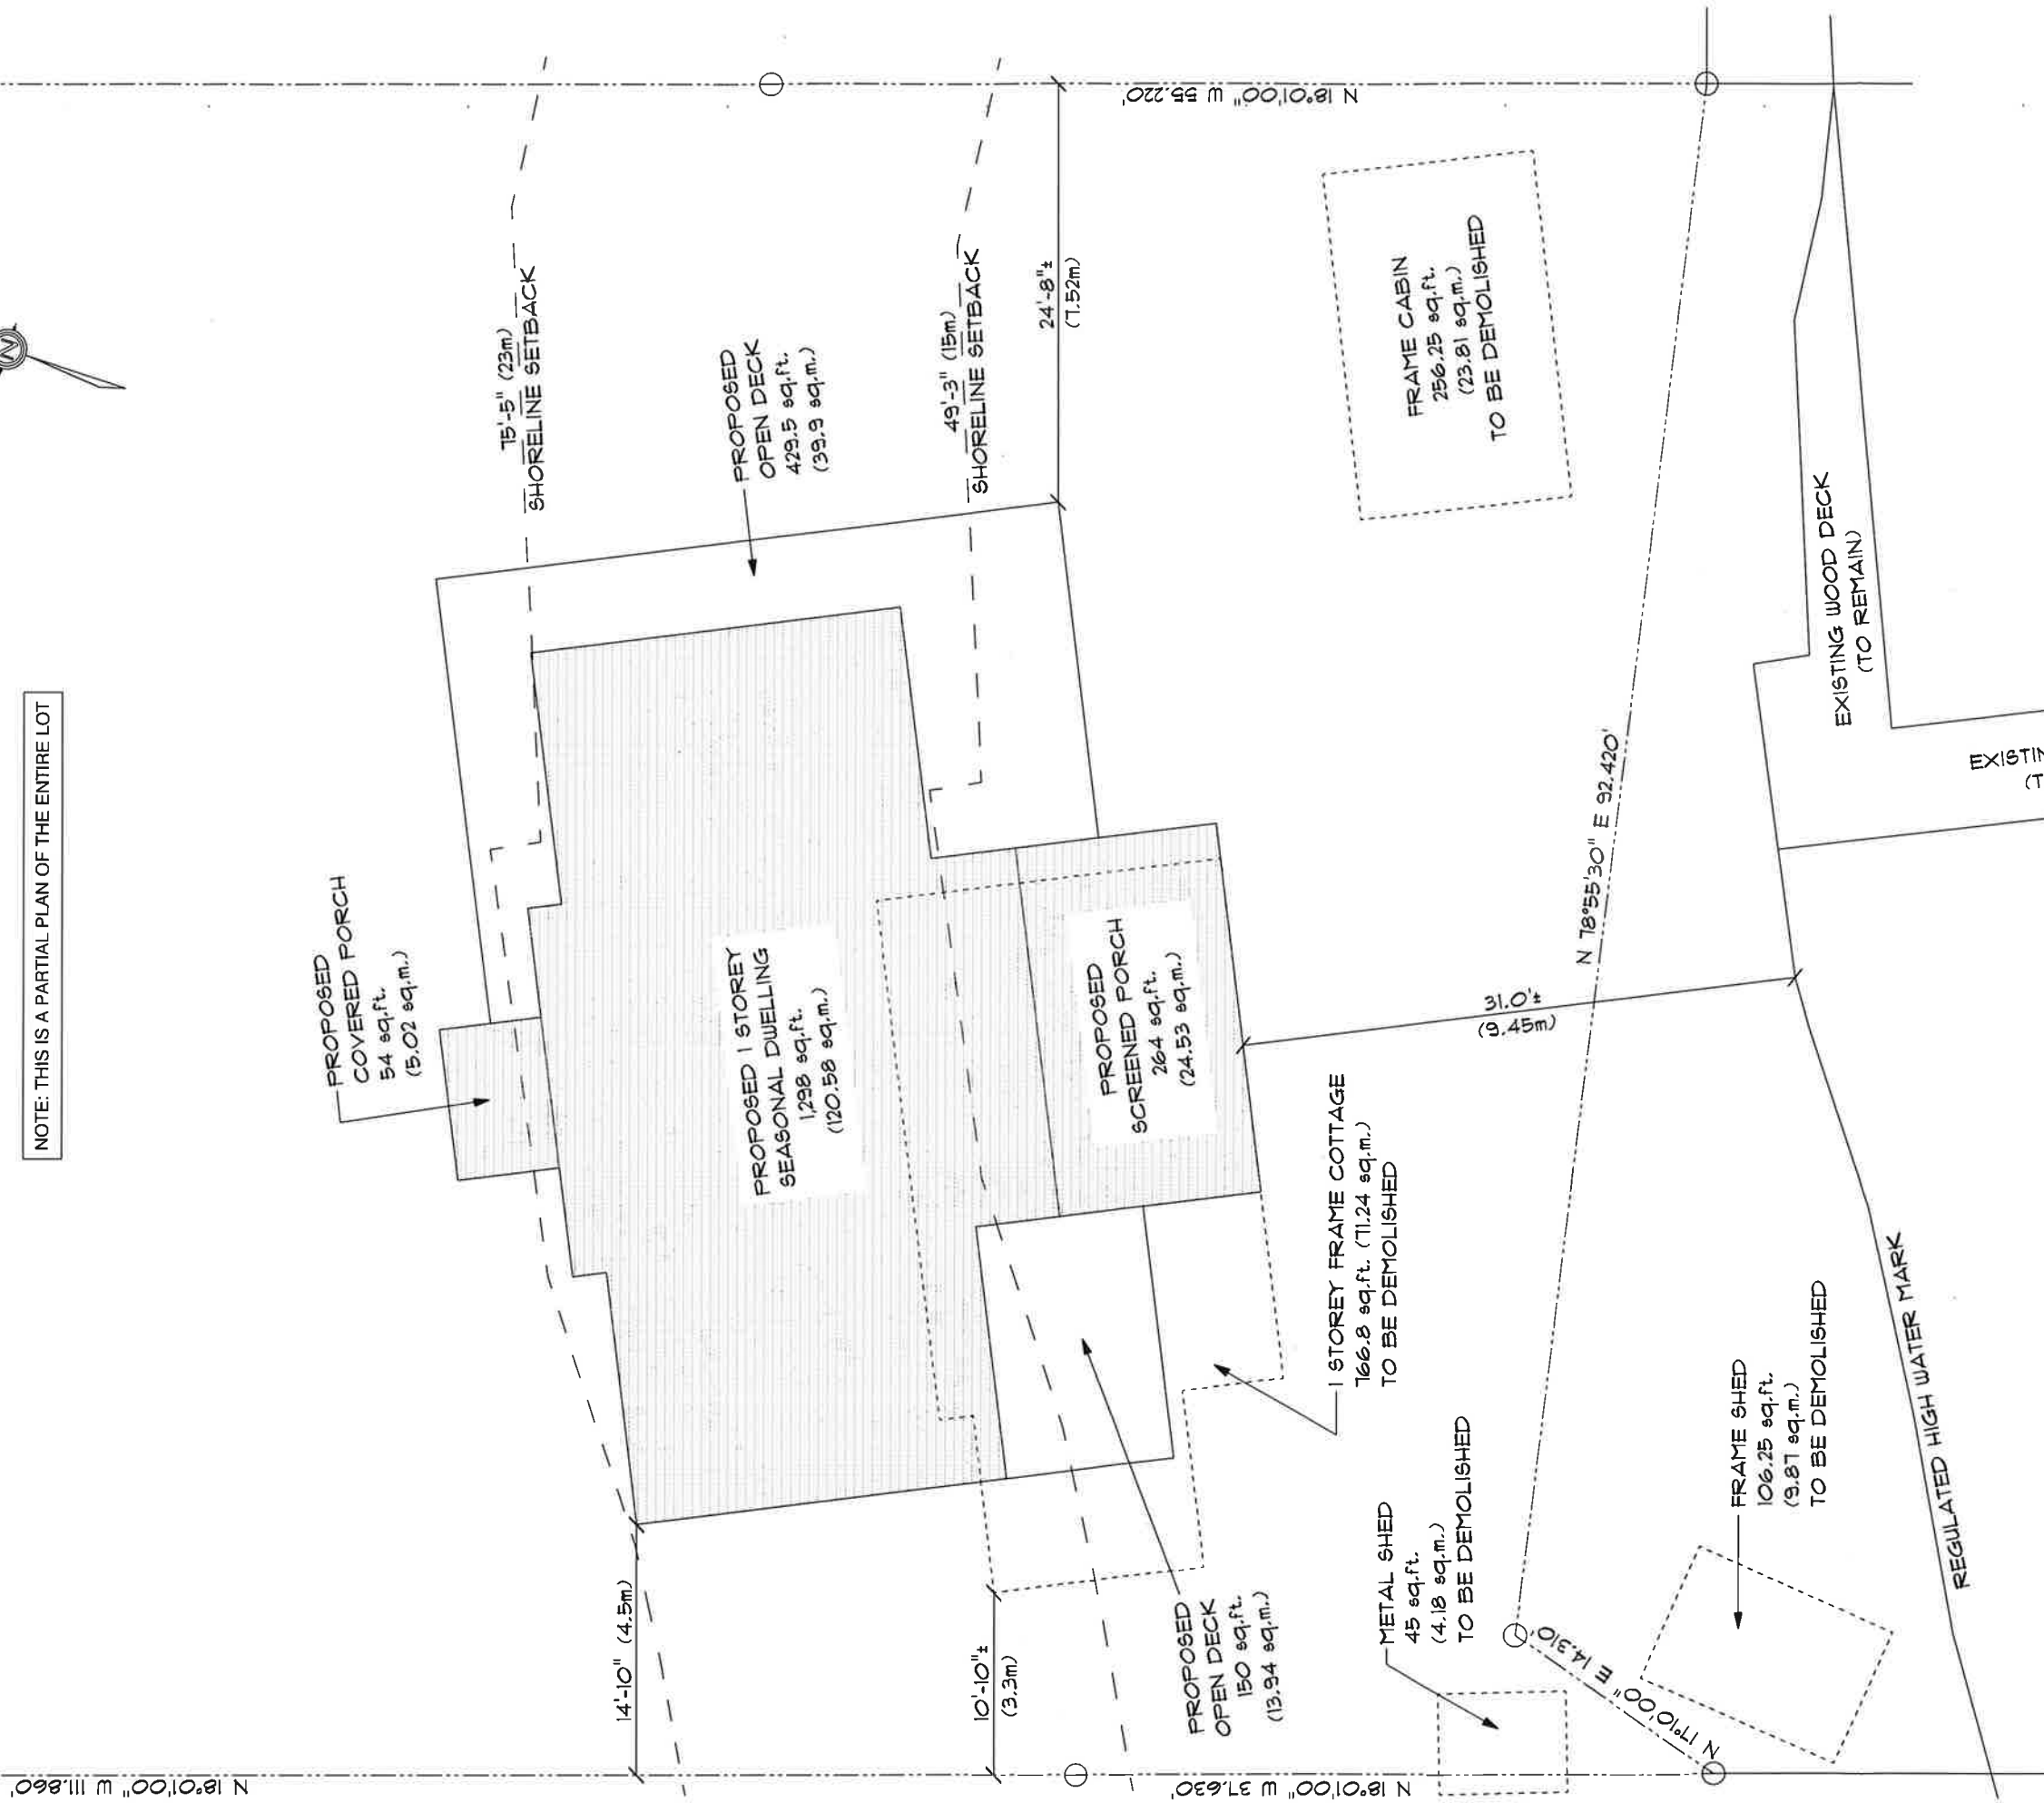 NOTE: THIS IS A PARTIAL PLAN OF THE ENTIRE LOT
N
N 18°01'00" W 111.860'
N 18°01'00" W 55.220'
75'-5" (23m)
SHORELINE SETBACK
PROPOSED
COVERED PORCH
54 sq.ft.
(5.02 sq.m.)
PROPOSED
OPEN DECK
429.5 sq.ft.
(39.9 sq.m.)
49'-3" (15m)
SHORELINE SETBACK
24'-8"±
(7.52m)
PROPOSED 1 STOREY
SEASONAL DWELLING
1,298 sq.ft.
(120.58 sq.m.)
PROPOSED
SCREENED PORCH
264 sq.ft.
(24.53 sq.m.)
14'-10" (4.5m)
10'-10"±
(3.3m)
PROPOSED
OPEN DECK
150 sq.ft.
(13.94 sq.m.)
1 STOREY FRAME COTTAGE
766.8 sq.ft. (71.24 sq.m.)
TO BE DEMOLISHED
FRAME CABIN
256.25 sq.ft.
(23.81 sq.m.)
TO BE DEMOLISHED
31.0'±
(9.45m)
N 78°55'30" E 92.420'
METAL SHED
45 sq.ft.
(4.18 sq.m.)
TO BE DEMOLISHED
N 18°01'00" W 37.630'
N 17°10'00" E 14.310'
FRAME SHED
106.25 sq.ft.
(9.87 sq.m.)
TO BE DEMOLISHED
REGULATED HIGH WATER MARK
EXISTING WOOD DECK
(TO REMAIN)
EXISTIN
(T